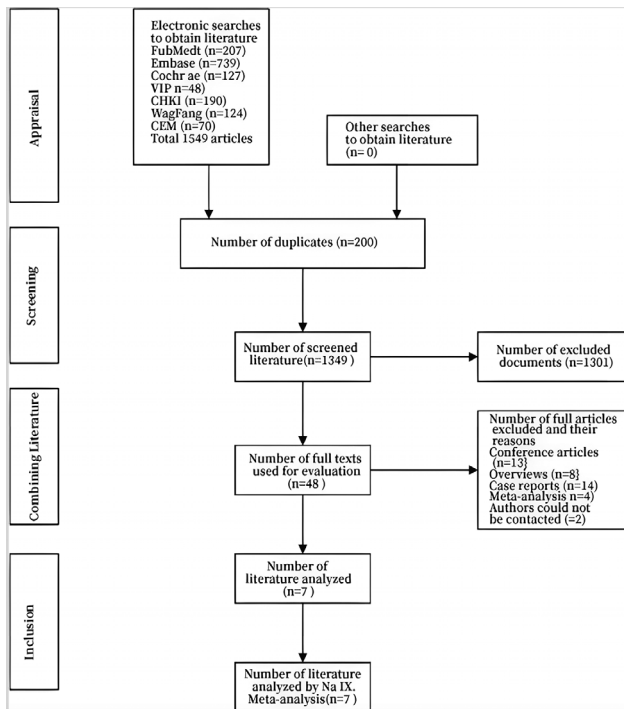 Appraisal
Electronic searches
to obtain literature
FubMedt (n=207)
Embase (n=739)
Cochr ae (n=127)
VIP n=48)
CHKI (n=190)
WagFang (n=124)
CEM (n=70)
Total 1549 articles
Other searches
to obtain literature
(n= 0)
Number of duplicates (n=200)
Screening
Number of screened
literature(n=1349 )
Number of excluded
documents (n=1301)
Combining Literature
Number of full texts
used for evaluation
(n=48 )
Number of full articles
excluded and their
reasons
Conference articles
(n=13}
Overviews (n=8}
Case reports (n=14)
Meta-analysis n=4)
Authors could not
be contacted (=2)
Inclusion
Number of
literature analyzed
(n=7 )
Number of literature
analyzed by Na IX.
Meta-analysis(n=7 )